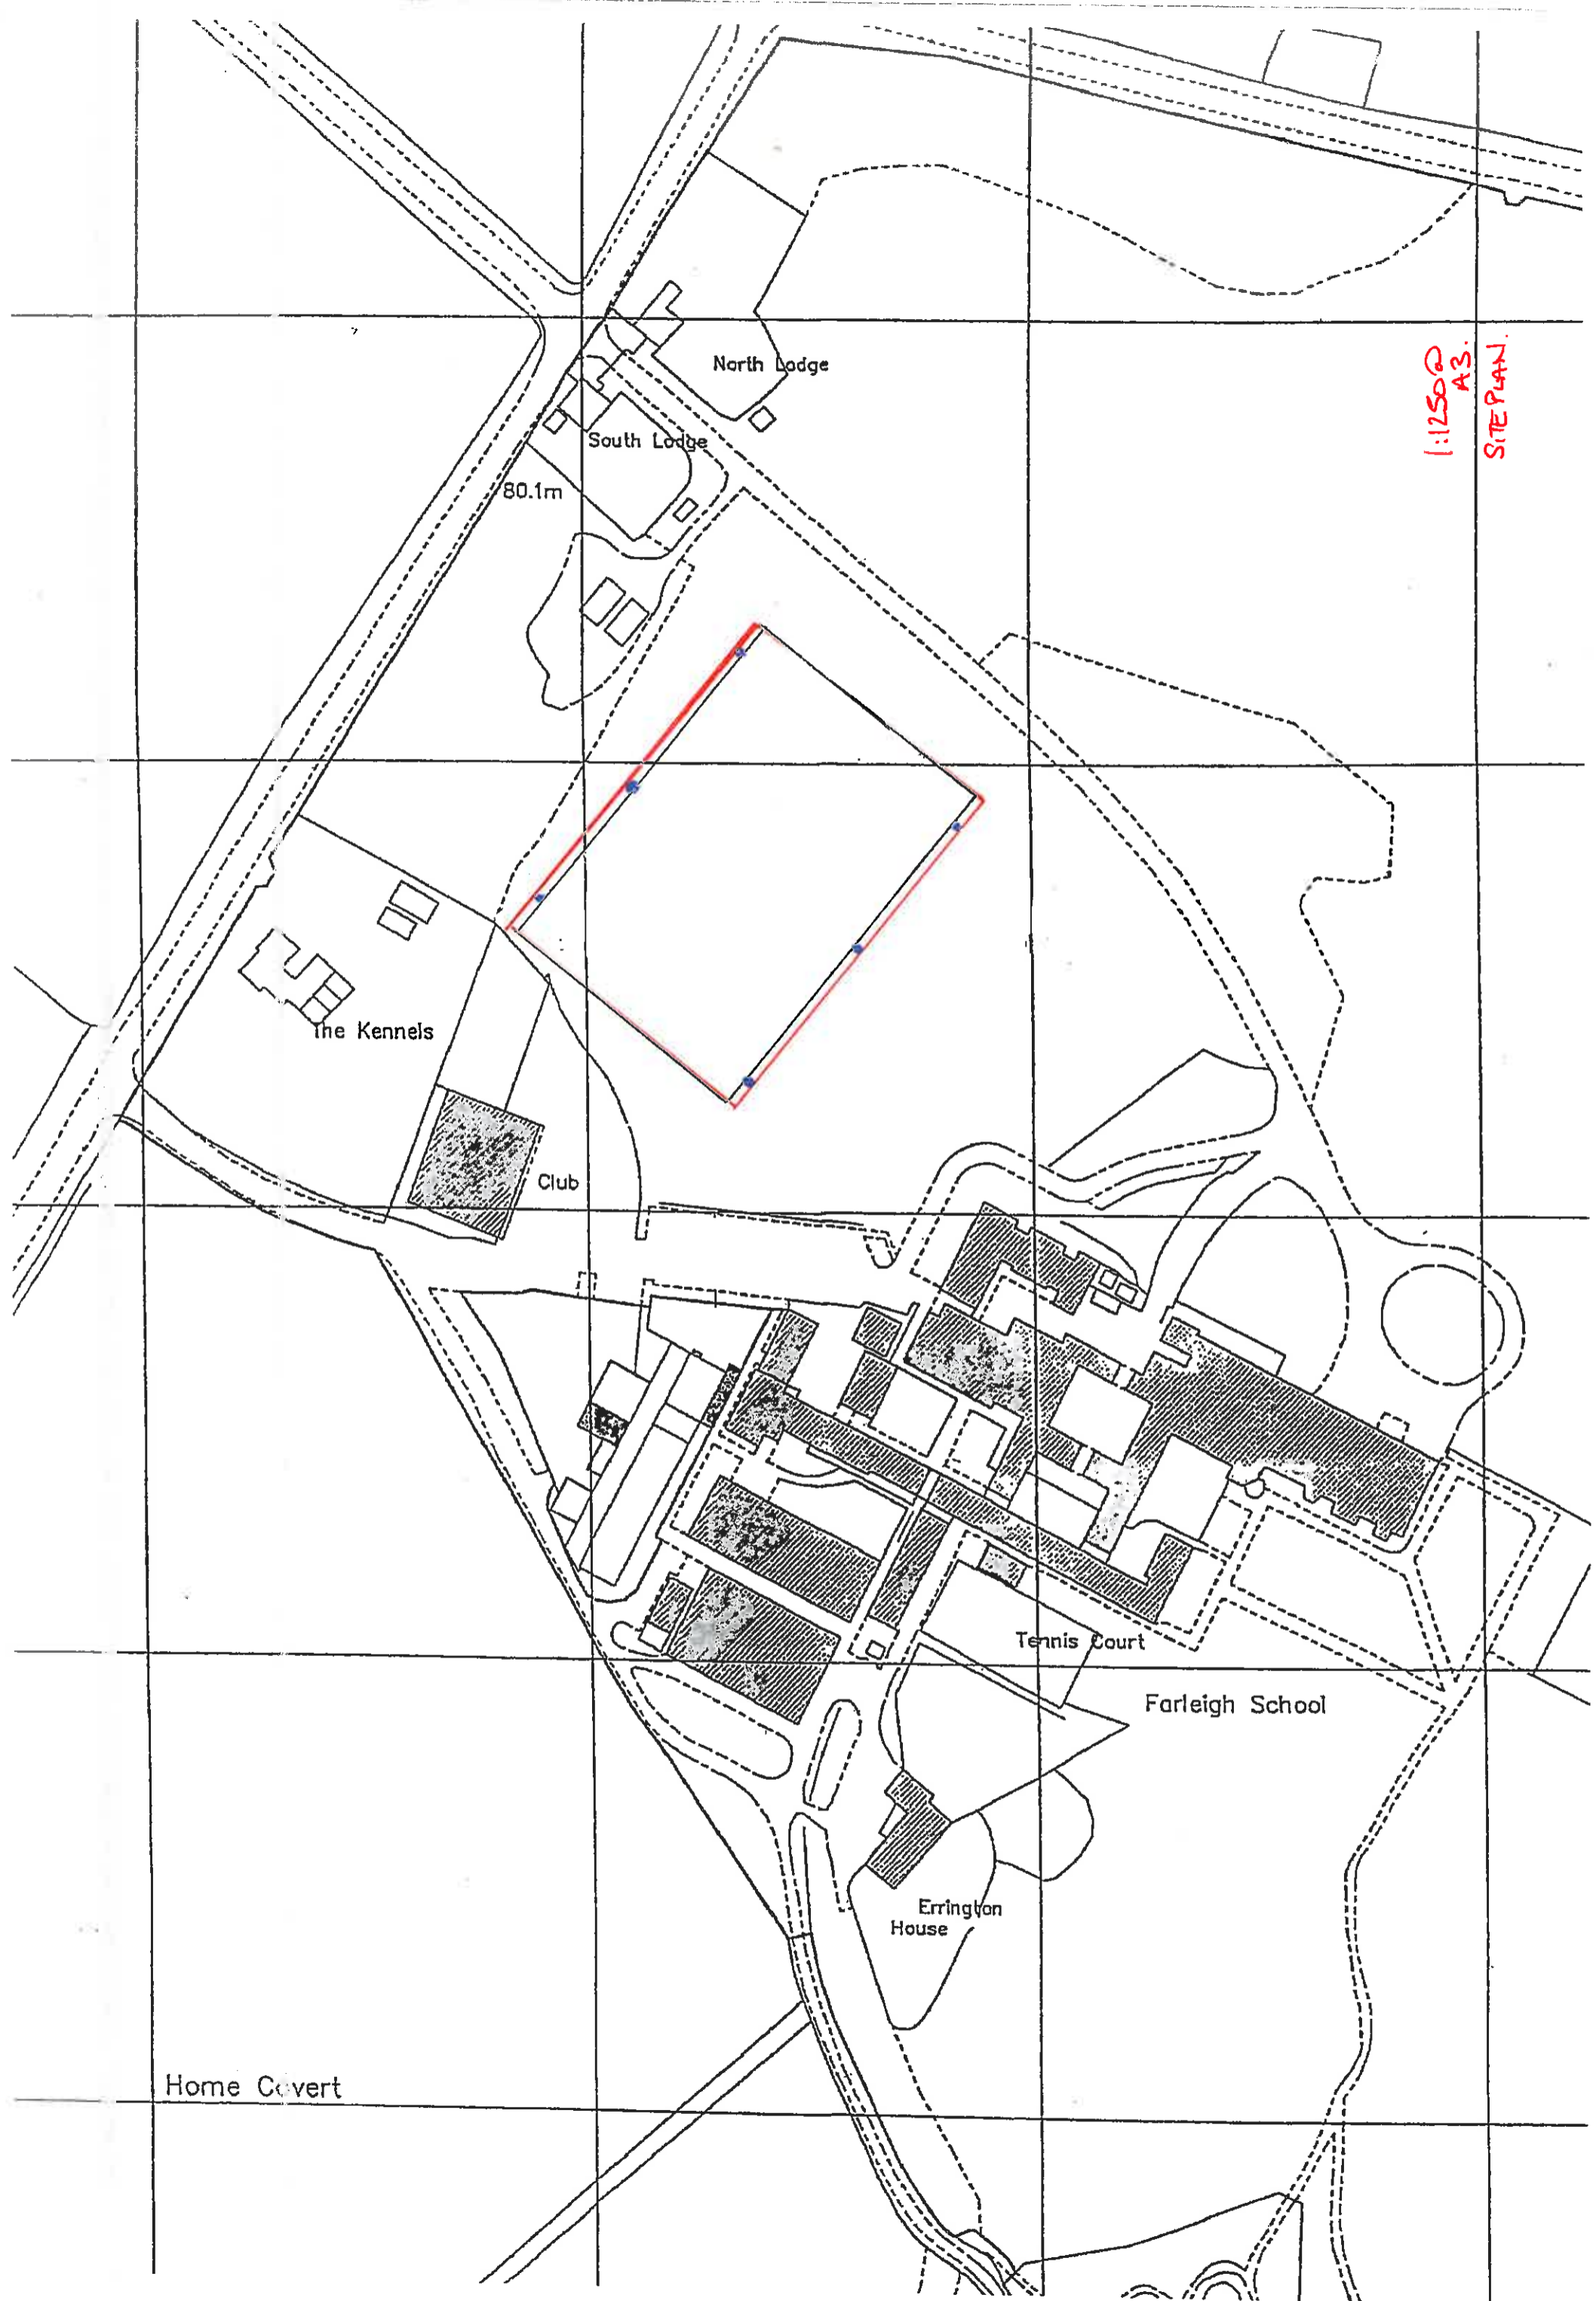 North Lodge
1:1250@
A3.
SITE PLAN.
South Lodge
80.1m
The Kennels
Club
Tennis Court
Farleigh School
Errington
House
Home Covert